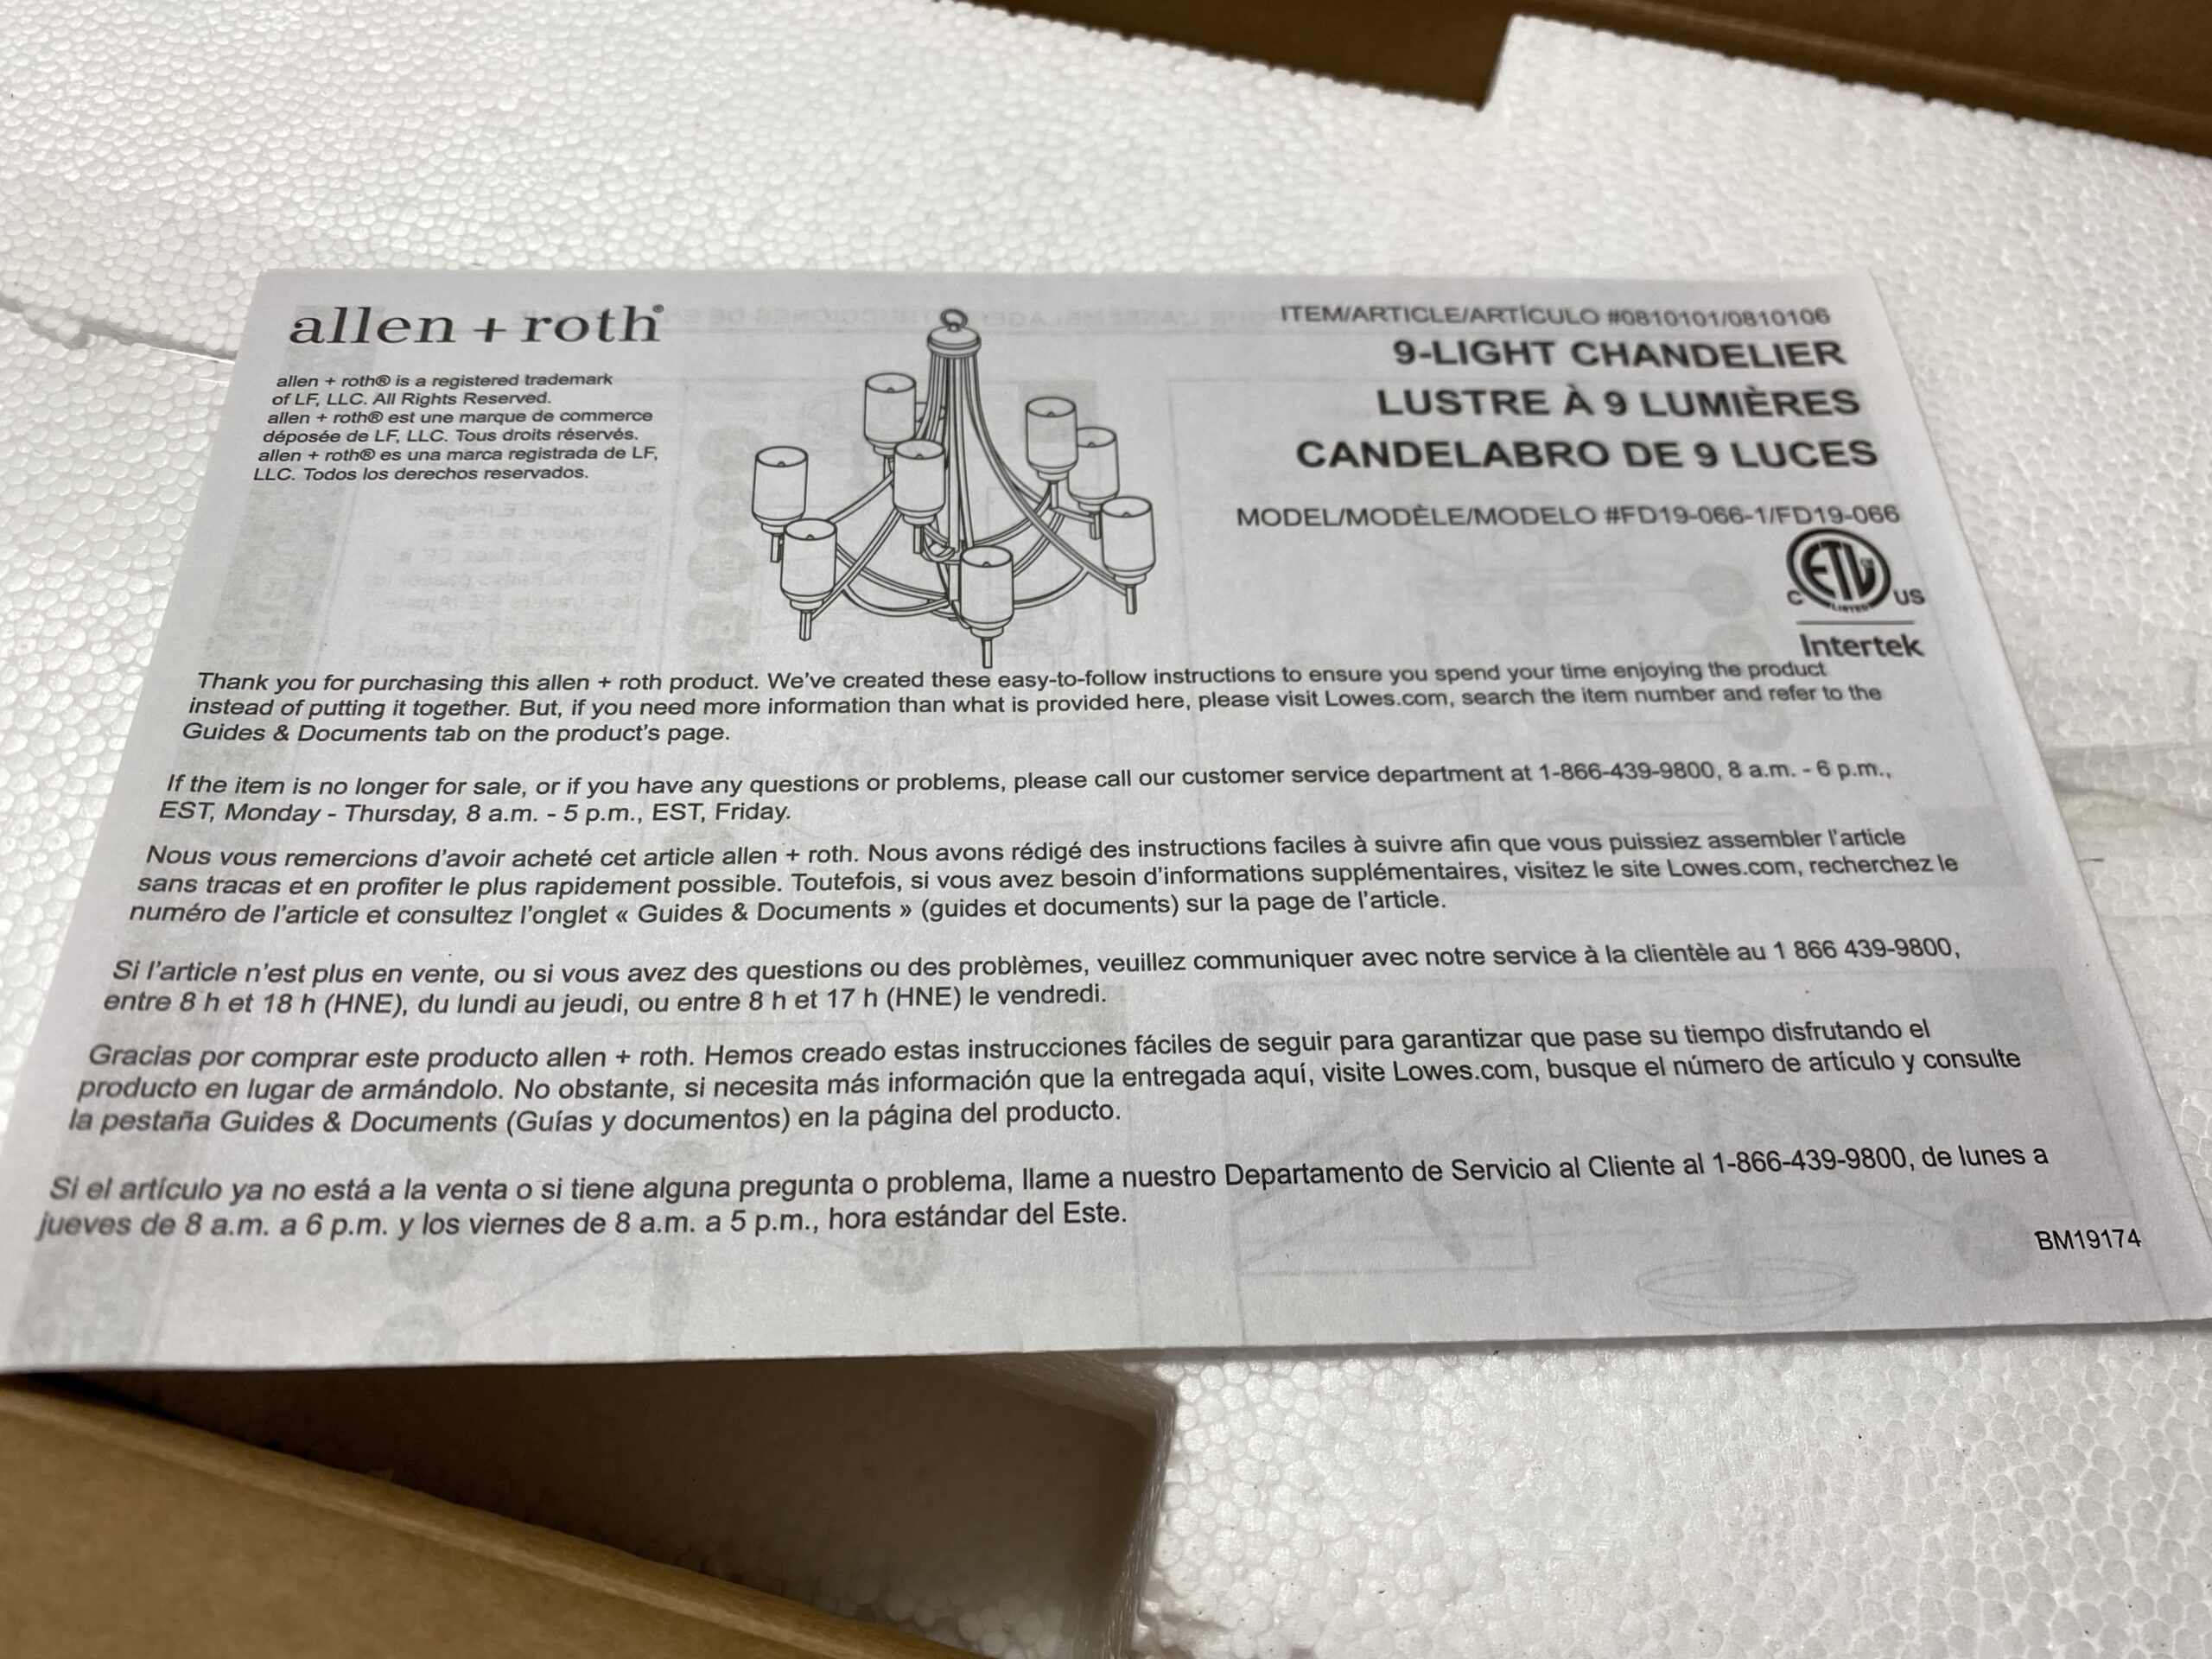 allen + roth®
allen + roth® is a registered trademark
of LF, LLC. All Rights Reserved.
allen + roth® est une marque de commerce
déposée de LF, LLC. Tous droits réservés.
allen + roth® es una marca registrada de LF,
LLC. Todos los derechos reservados.
ITEM/ARTICLE/ARTÍCULO #0810101/0810106
9-LIGHT CHANDELIER
LUSTRE À 9 LUMIÈRES
CANDELABRO DE 9 LUCES
MODEL/MODÈLE/MODELO #FD19-066-1/FD19-066
ETL
C LISTED US
Intertek
Thank you for purchasing this allen + roth product. We've created these easy-to-follow instructions to ensure you spend your time enjoying the product
instead of putting it together. But, if you need more information than what is provided here, please visit Lowes.com, search the item number and refer to the
Guides & Documents tab on the product's page.
If the item is no longer for sale, or if you have any questions or problems, please call our customer service department at 1-866-439-9800, 8 a.m. - 6 p.m.,
EST, Monday - Thursday, 8 a.m. - 5 p.m., EST, Friday.
Nous vous remercions d'avoir acheté cet article allen + roth. Nous avons rédigé des instructions faciles à suivre afin que vous puissiez assembler l'article
sans tracas et en profiter le plus rapidement possible. Toutefois, si vous avez besoin d'informations supplémentaires, visitez le site Lowes.com, recherchez le
numéro de l'article et consultez l'onglet « Guides & Documents » (guides et documents) sur la page de l'article.
Si l'article n'est plus en vente, ou si vous avez des questions ou des problèmes, veuillez communiquer avec notre service à la clientèle au 1 866 439-9800,
entre 8 h et 18 h (HNE), du lundi au jeudi, ou entre 8 h et 17 h (HNE) le vendredi.
Gracias por comprar este producto allen + roth. Hemos creado estas instrucciones fáciles de seguir para garantizar que pase su tiempo disfrutando el
producto en lugar de armándolo. No obstante, si necesita más información que la entregada aquí, visite Lowes.com, busque el número de artículo y consulte
la pestaña Guides & Documents (Guías y documentos) en la página del producto.
Si el artículo ya no está a la venta o si tiene alguna pregunta o problema, llame a nuestro Departamento de Servicio al Cliente al 1-866-439-9800, de lunes a
jueves de 8 a.m. a 6 p.m. y los viernes de 8 a.m. a 5 p.m., hora estándar del Este.
BM19174